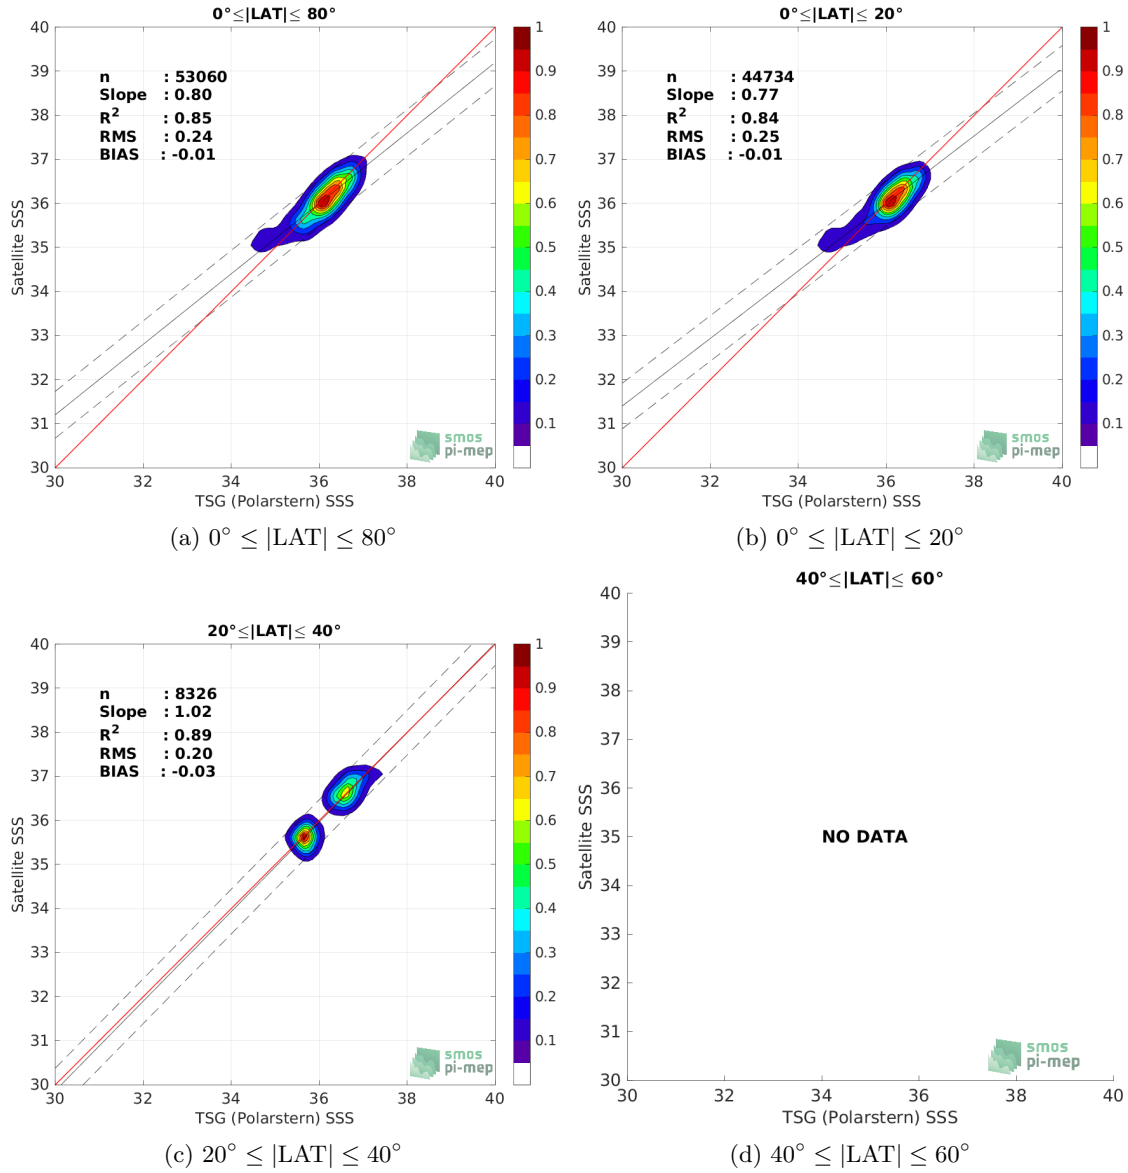 0°≤|LAT|≤ 80°
n : 53060
Slope : 0.80
R² : 0.85
RMS : 0.24
BIAS : -0.01
Satellite SSS
40
39
38
37
36
35
34
33
32
31
30
30 32 34 36 38 40
TSG (Polarstern) SSS
1
0.9
0.8
0.7
0.6
0.5
0.4
0.3
0.2
0.1
smos
pi-mep
(a) 0° ≤ |LAT| ≤ 80°
0°≤|LAT|≤ 20°
n : 44734
Slope : 0.77
R² : 0.84
RMS : 0.25
BIAS : -0.01
Satellite SSS
40
39
38
37
36
35
34
33
32
31
30
30 32 34 36 38 40
TSG (Polarstern) SSS
1
0.9
0.8
0.7
0.6
0.5
0.4
0.3
0.2
0.1
smos
pi-mep
(b) 0° ≤ |LAT| ≤ 20°
20°≤|LAT|≤ 40°
n : 8326
Slope : 1.02
R² : 0.89
RMS : 0.20
BIAS : -0.03
Satellite SSS
40
39
38
37
36
35
34
33
32
31
30
30 32 34 36 38 40
TSG (Polarstern) SSS
1
0.9
0.8
0.7
0.6
0.5
0.4
0.3
0.2
0.1
smos
pi-mep
(c) 20° ≤ |LAT| ≤ 40°
40°≤|LAT|≤ 60°
Satellite SSS
40
39
38
37
36
35
34
33
32
31
30
NO DATA
30 32 34 36 38 40
TSG (Polarstern) SSS
smos
pi-mep
(d) 40° ≤ |LAT| ≤ 60°